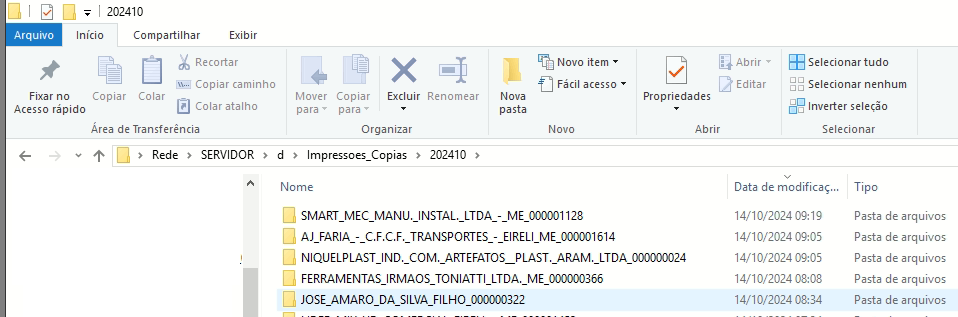 202410
Arquivo Início Compartilhar Exibir
Fixar no Acesso rápido
Copiar
Colar
Recortar
Copiar caminho
Colar atalho
Área de Transferência
Mover para
Copiar para
Excluir
Renomear
Organizar
Nova pasta
Novo item
Fácil acesso
Novo
Propriedades
Abrir
Editar
Abrir
Selecionar tudo
Selecionar nenhum
Inverter seleção
Selecionar
Rede > SERVIDOR > d > Impressoes_Copias > 202410 >
Nome Data de modificaç... Tipo
SMART_MEC_MANU._INSTAL._LTDA_-_ME_000001128 14/10/2024 09:19 Pasta de arquivos
AJ_FARIA_-_C.F.C.F._TRANSPORTES_-_EIRELI_ME_000001614 14/10/2024 09:05 Pasta de arquivos
NIQUELPLAST_IND._COM._ARTEFATOS__PLAST._ARAM._LTDA_000000024 14/10/2024 09:05 Pasta de arquivos
FERRAMENTAS_IRMAOS_TONIATTI_LTDA._ME_000000366 14/10/2024 08:08 Pasta de arquivos
JOSE_AMARO_DA_SILVA_FILHO_000000322 14/10/2024 08:34 Pasta de arquivos